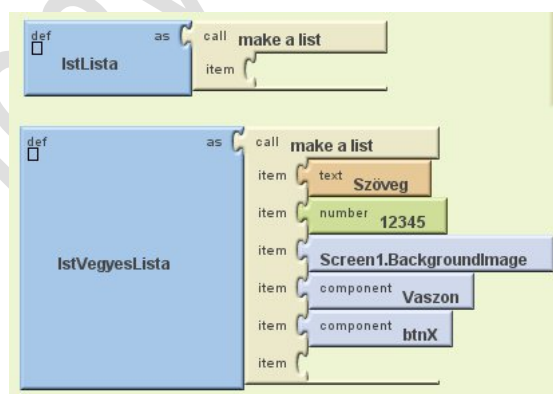 def as call make a list
lstLista
item
def as call make a list
item text Szöveg
item number 12345
lstVegyesLista
item Screen1.BackgroundImage
item component Vaszon
item component btnX
item